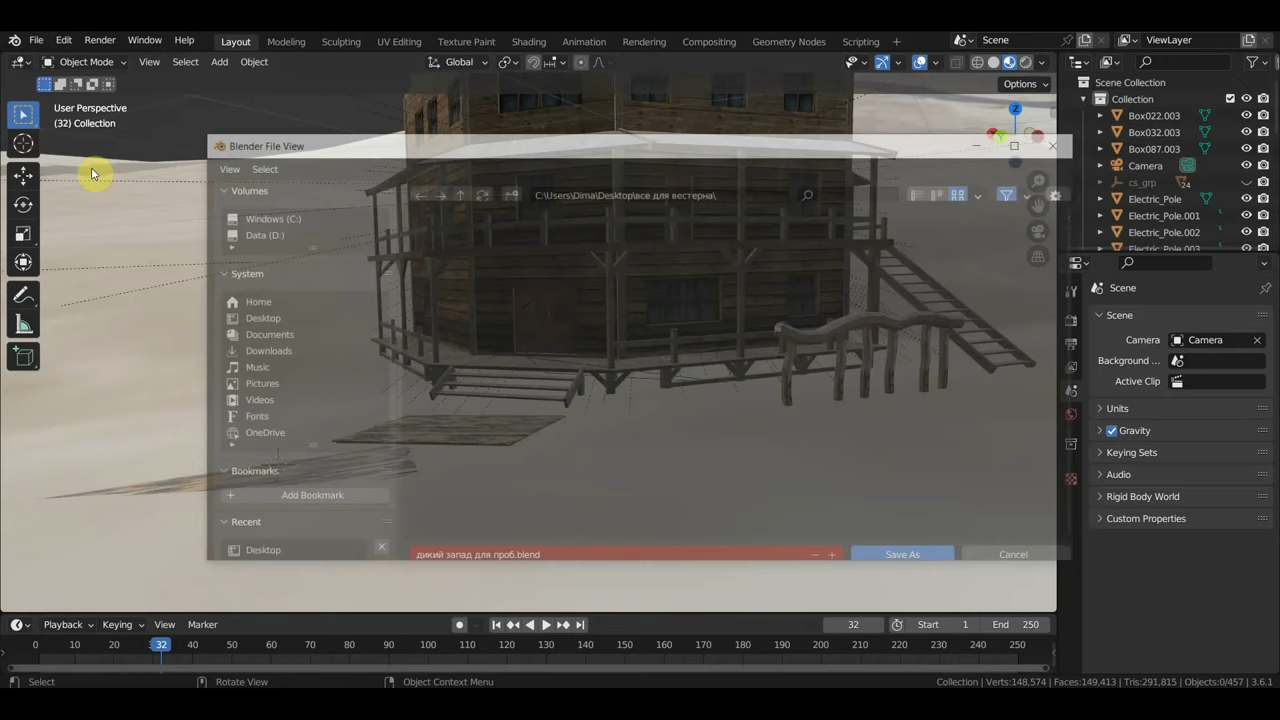 File Edit Render Window Help Layout Modeling Sculpting UV Editing Texture Paint Shading Animation Rendering Compositing Geometry Nodes Scripting + Scene ViewLayer
Object Mode View Select Add Object Global
Options
User Perspective
(32) Collection
Scene Collection
Collection
Box022.003
Box032.003
Box087.003
Camera
cs_grp 24
Electric_Pole
Electric_Pole.001
Electric_Pole.002
Electric_Pole.003
Z
Blender File View
View Select
Volumes
C:\Users\Dima\Desktop\все для вестерна\
Windows (C:)
Data (D:)
System
Home
Desktop
Documents
Downloads
Music
Pictures
Videos
Fonts
OneDrive
Bookmarks
Add Bookmark
Recent
Desktop
дикий запад для проб.blend
Save As Cancel
Scene
Scene
Camera Camera
Background ...
Active Clip
Units
Gravity
Keying Sets
Audio
Rigid Body World
Custom Properties
Playback Keying View Marker 32 Start 1 End 250
0 10 20 32 40 50 60 70 80 90 100 110 120 130 140 150 160 170 180 190 200 210 220 230 240 250
Select Rotate View Object Context Menu Collection | Verts:148,574 | Faces:149,413 | Tris:291,815 | Objects:0/457 | 3.6.1